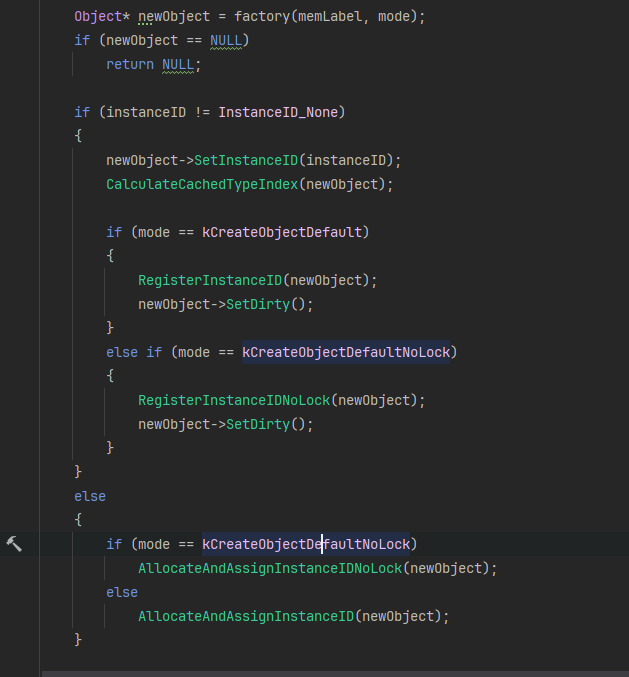 Object* newObject = factory(memLabel, mode);
if (newObject == NULL)
return NULL;
if (instanceID != InstanceID_None)
{
newObject->SetInstanceID(instanceID);
CalculateCachedTypeIndex(newObject);
if (mode == kCreateObjectDefault)
{
RegisterInstanceID(newObject);
newObject->SetDirty();
}
else if (mode == kCreateObjectDefaultNoLock)
{
RegisterInstanceIDNoLock(newObject);
newObject->SetDirty();
}
}
else
{
if (mode == kCreateObjectDefaultNoLock)
AllocateAndAssignInstanceIDNoLock(newObject);
else
AllocateAndAssignInstanceID(newObject);
}